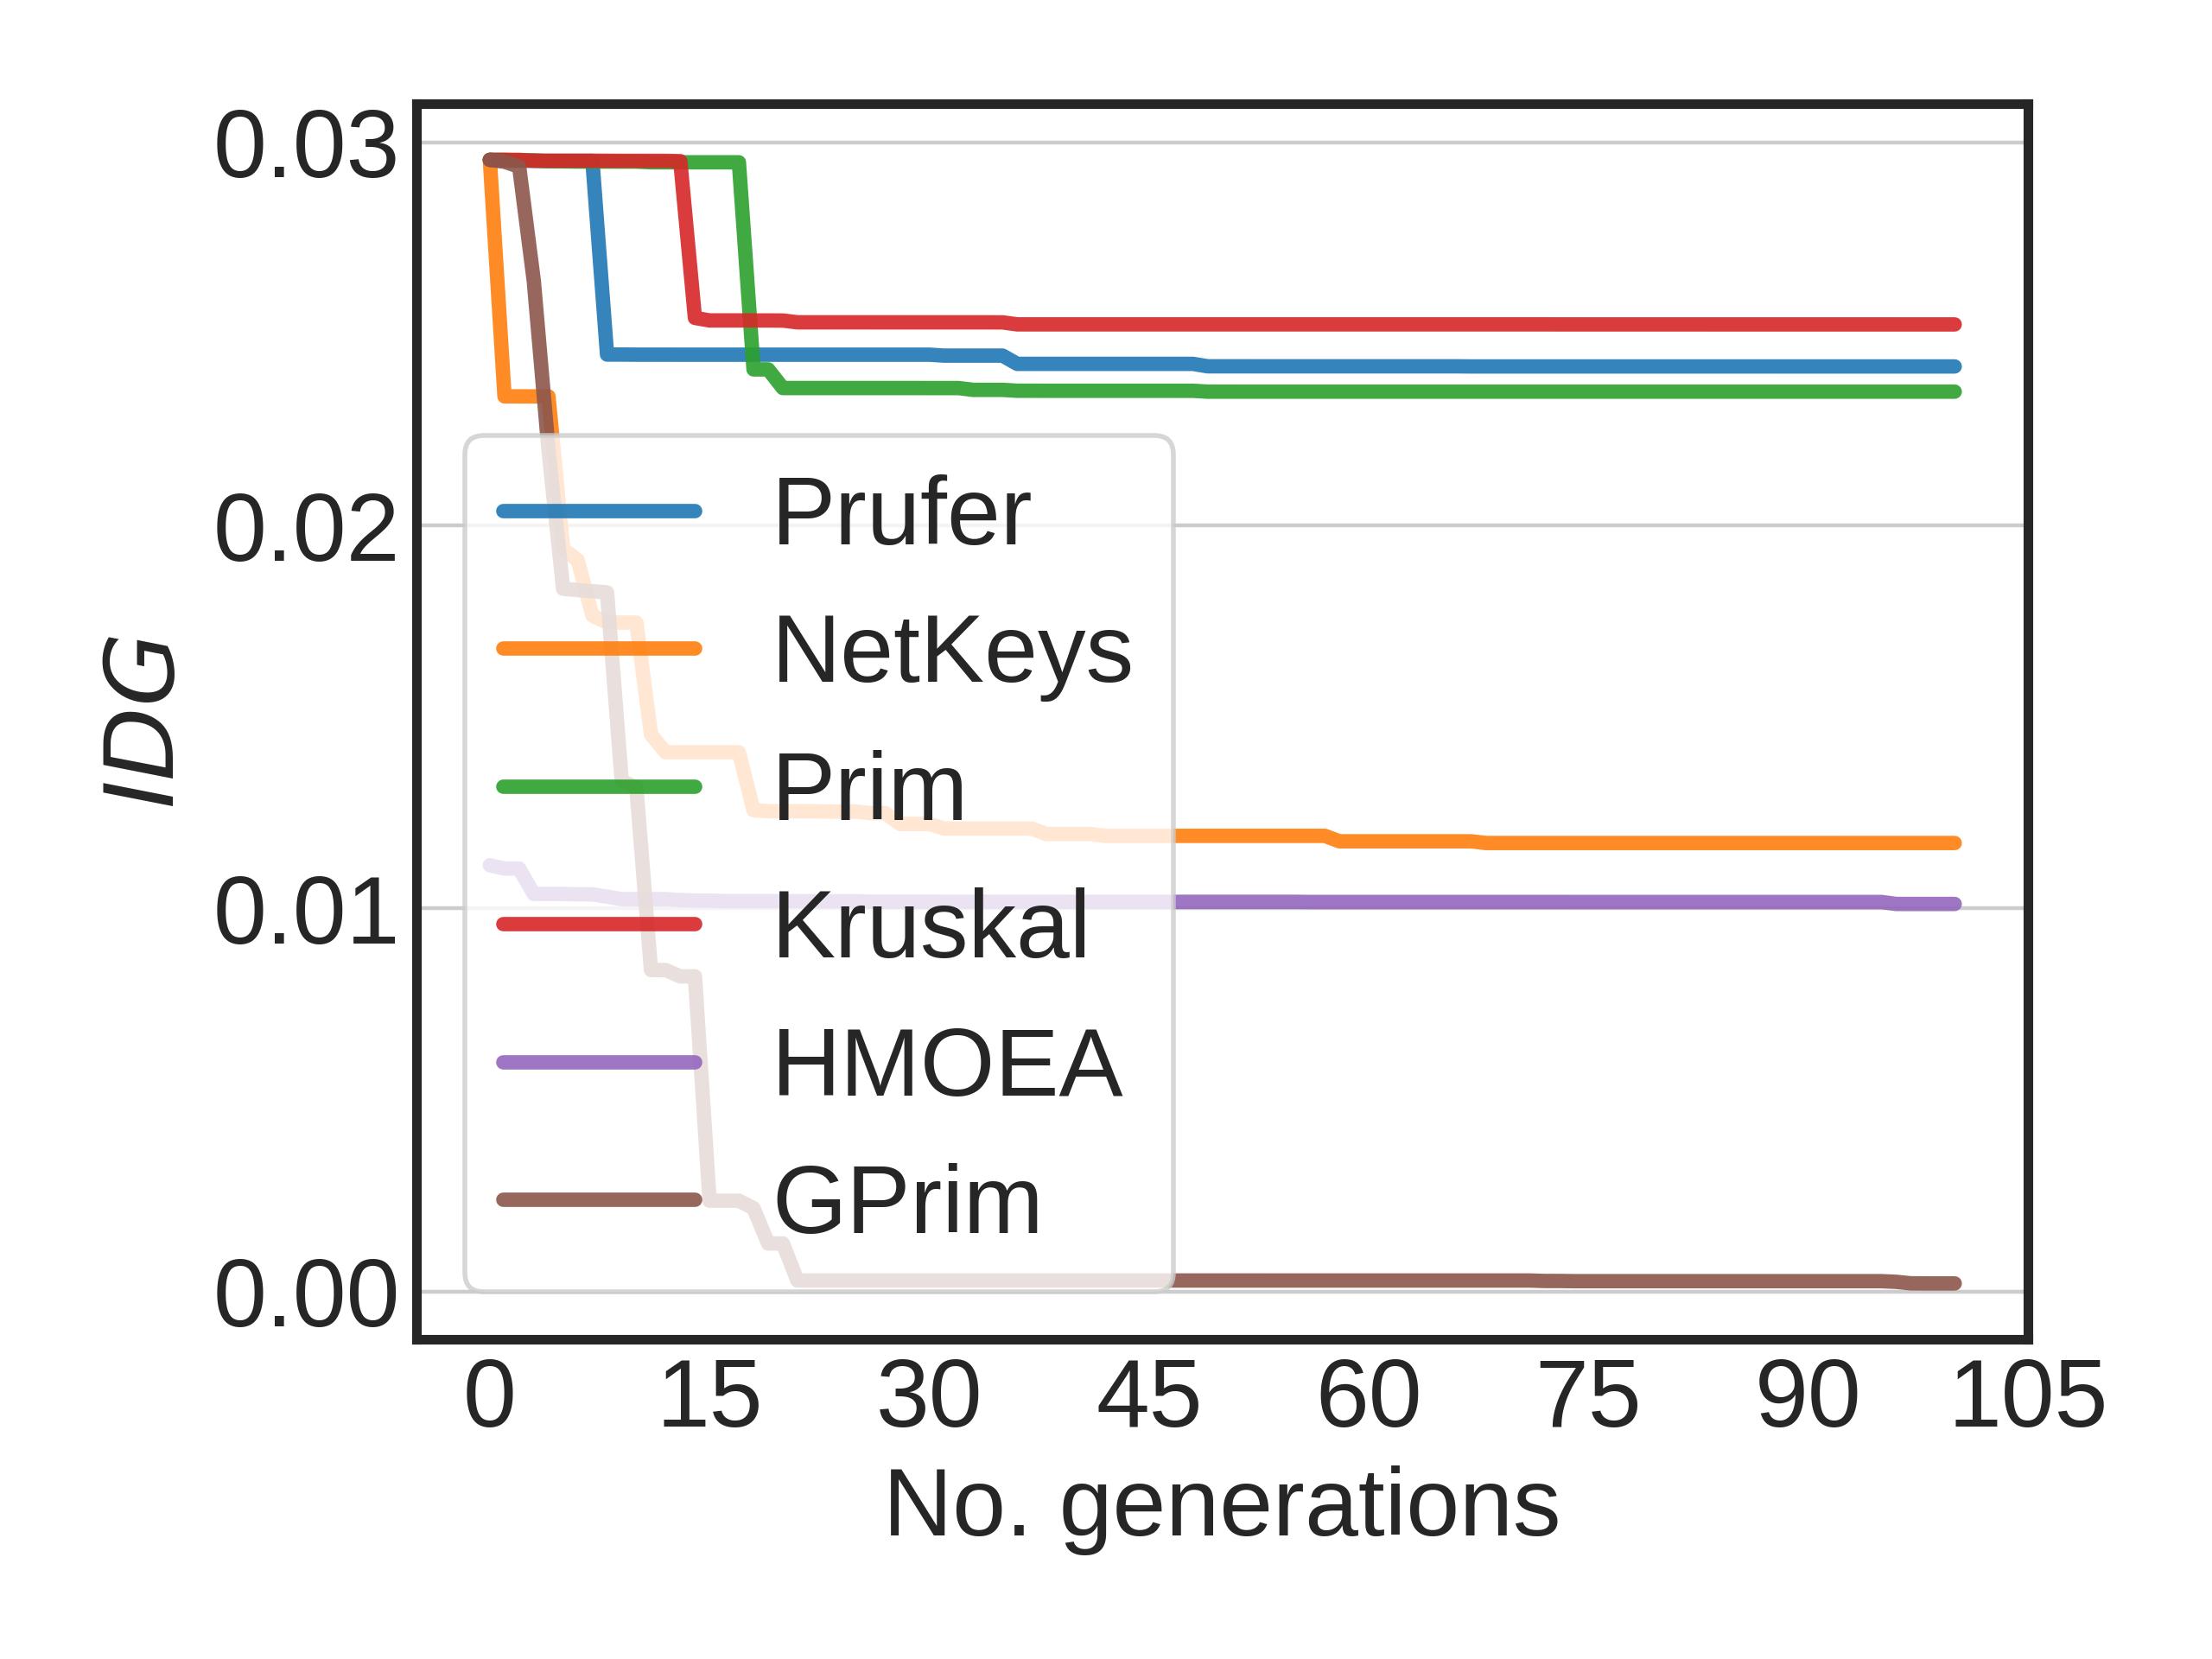 0.03
0.02
0.01
0.00
IDG
Prufer
NetKeys
Prim
Kruskal
HMOEA
GPrim
0 15 30 45 60 75 90 105
No. generations